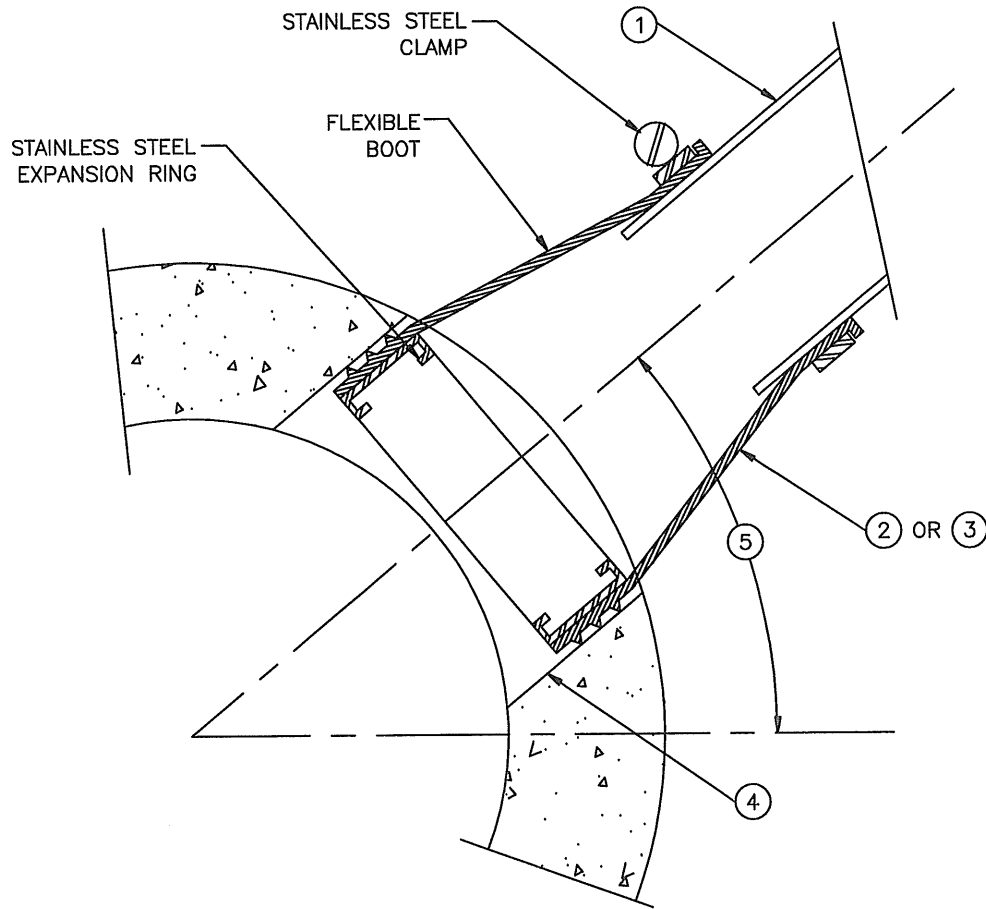 STAINLESS STEEL
CLAMP
1
FLEXIBLE
BOOT
STAINLESS STEEL
EXPANSION RING
2 OR 3
5
4